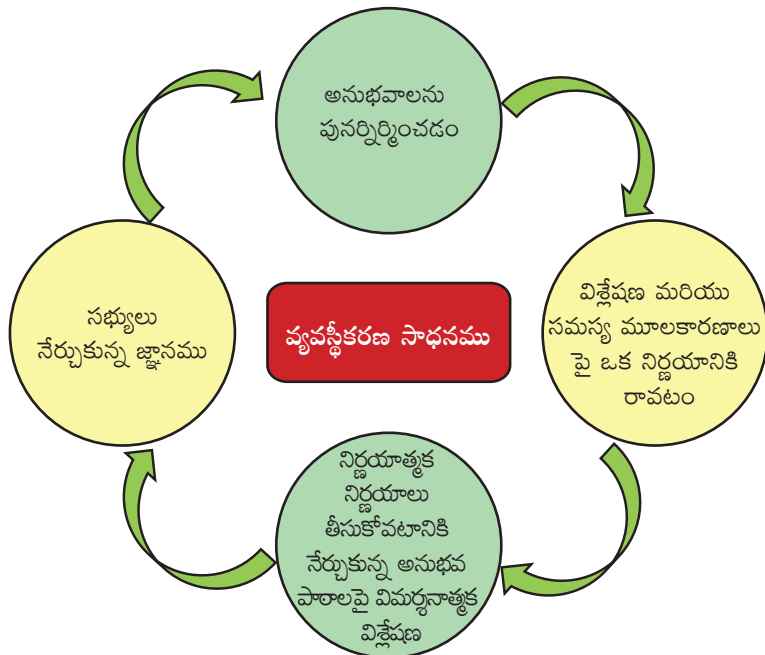 అనుభవాలను
పునర్నిర్మించడం
విశ్లేషణ మరియు
సమస్య మూలకారణాలు
పై ఒక నిర్ణయానికి
రావటం
నిర్ణయాత్మక
నిర్ణయాలు
తీసుకోవటానికి
నేర్చుకున్న అనుభవ
పాఠాలపై విమర్శనాత్మక
విశ్లేషణ
సభ్యులు
నేర్చుకున్న జ్ఞానము
వ్యవస్థీకరణ సాధనము